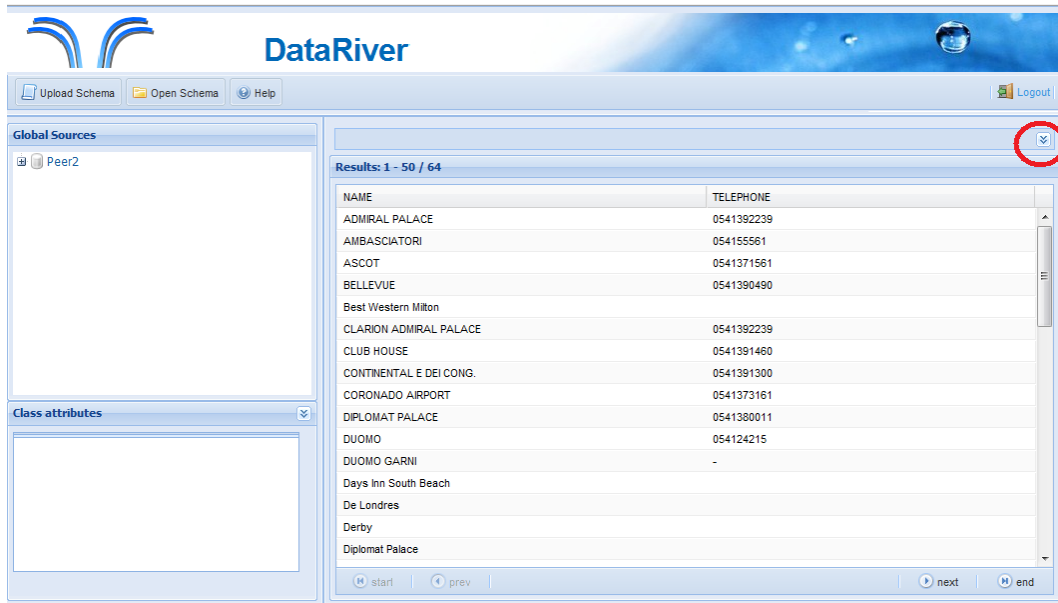 DataRiver
Upload Schema Open Schema Help Logout
Global Sources
Peer2
Class attributes
Results: 1 - 50 / 64
NAME TELEPHONE
ADMIRAL PALACE 0541392239
AMBASCIATORI 054155561
ASCOT 0541371561
BELLEVUE 0541390490
Best Western Milton
CLARION ADMIRAL PALACE 0541392239
CLUB HOUSE 0541391460
CONTINENTAL E DEI CONG. 0541391300
CORONADO AIRPORT 0541373161
DIPLOMAT PALACE 0541380011
DUOMO 054124215
DUOMO GARNI -
Days Inn South Beach
De Londres
Derby
Diplomat Palace
start prev next end